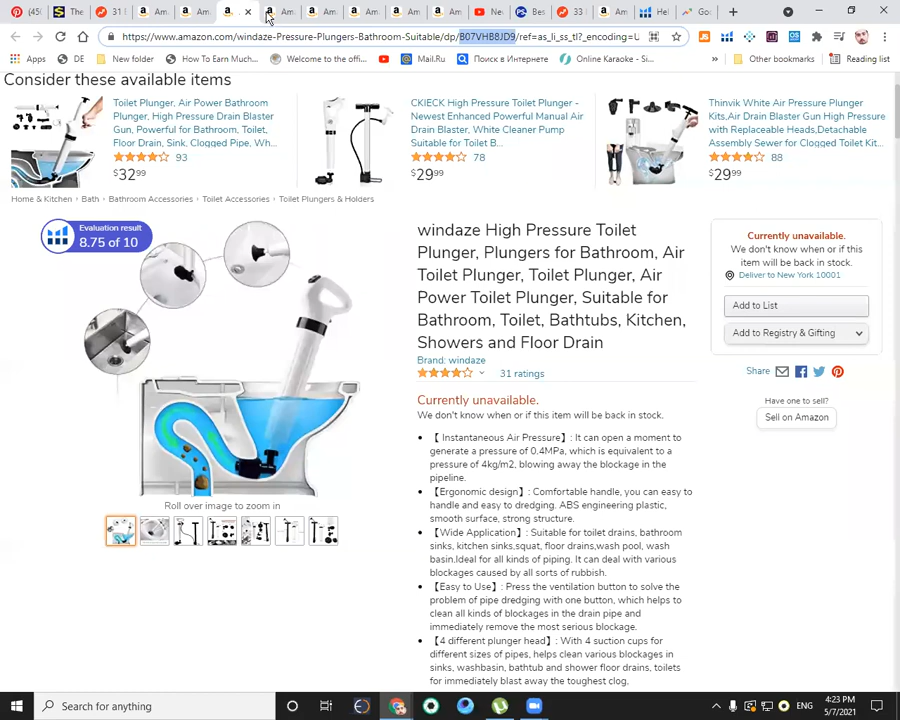 (450
The
31
Am
Am
Am
Am
Am
Am
Am
Nee
Bes
33
Am
Hel
Goo
https://www.amazon.com/windaze-Pressure-Plungers-Bathroom-Suitable/dp/B07VHB8JD9/ref=as_li_ss_tl?_encoding=U
Apps
DE
New folder
How To Earn Money...
Welcome to the offi...
Mail.Ru
Поиск в Интернете
Online Karaoke - Si...
»
Other bookmarks
Reading list
Consider these available items
Toilet Plunger, Air Power Bathroom
Plunger, High Pressure Drain Blaster
Gun, Powerful for Bathroom, Toilet,
Floor Drain, Sink, Clogged Pipe, Wh...
93
$32.99
CKIECK High Pressure Toilet Plunger -
Newest Enhanced Powerful Manual Air
Drain Blaster, White Cleaner Pump
Suitable for Toilet B...
78
$29.99
Thinvik White Air Pressure Plunger
Kits,Air Drain Blaster Gun,High Pressure
with Replaceable Heads,Detachable
Assembly Sewer for Clogged Toilet Kit...
88
$29.99
Home & Kitchen › Bath › Bathroom Accessories › Toilet Accessories › Toilet Plungers & Holders
Evaluation result
8.75 of 10
Roll over image to zoom in
windaze High Pressure Toilet
Plunger, Plungers for Bathroom, Air
Toilet Plunger, Toilet Plunger, Air
Power Toilet Plunger, Suitable for
Bathroom, Toilet, Bathtubs, Kitchen,
Showers and Floor Drain
Brand: windaze
31 ratings
Currently unavailable.
We don't know when or if this item will be back in stock.
• 【 Instantaneous Air Pressure】: It can open a moment to
generate a pressure of 0.4MPa, which is equivalent to a
pressure of 4kg/m2, blowing away the blockage in the
pipeline.
• 【Ergonomic design】: Comfortable handle, you can easy to
handle and easy to dredging. ABS engineering plastic,
smooth surface, strong structure.
• 【Wide Application】: Suitable for toilet drains, bathroom
sinks, kitchen sinks,squat, floor drains,wash pool, wash
basin.Ideal for all kinds of piping. It can deal with various
blockages caused by all sorts of rubbish.
• 【Easy to Use】: Press the ventilation button to solve the
problem of pipe dredging with one button, which helps to
clean all kinds of blockages in the drain pipe and
immediately remove the most serious blockage.
• 【4 different plunger head】: With 4 suction cups for
different sizes of pipes, helps clean various blockages in
sinks, washbasin, bathtub and shower floor drains, toilets
for immediately blast away the toughest clog.
Currently unavailable.
We don't know when or if this
item will be back in stock.
Deliver to New York 10001
Add to List
Add to Registry & Gifting
Share
Have one to sell?
Sell on Amazon
Search for anything
ENG
4:23 PM
5/7/2021